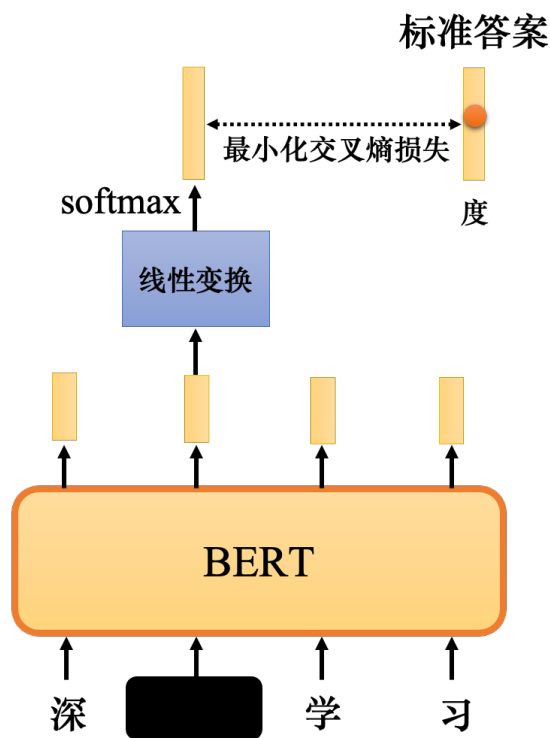 标准答案
最小化交叉熵损失
度
softmax
线性变换
BERT
深 学 习